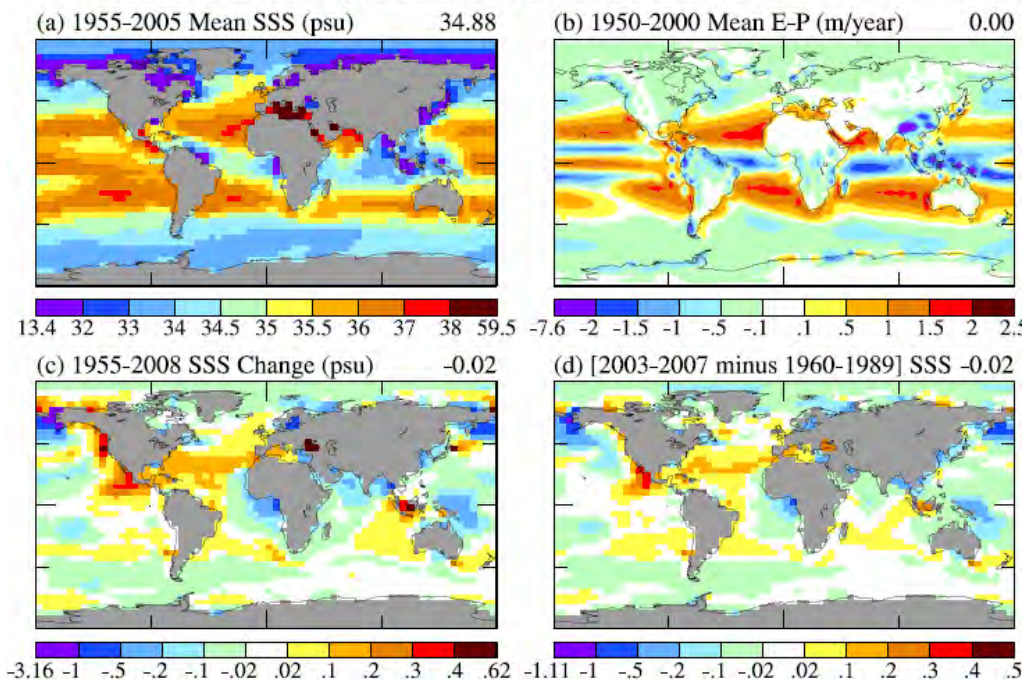 (a) 1955-2005 Mean SSS (psu) 34.88
(b) 1950-2000 Mean E-P (m/year) 0.00
13.4 32 33 34 34.5 35 35.5 36 37 38 59.5
-7.6 -2 -1.5 -1 -.5 -.1 .1 .5 1 1.5 2 2.5
(c) 1955-2008 SSS Change (psu) -0.02
(d) [2003-2007 minus 1960-1989] SSS -0.02
-3.16 -1 -.5 -.2 -.1 -.02 .02 .1 .2 .3 .4 .62
-1.11 -1 -.5 -.2 -.1 -.02 .02 .1 .2 .3 .4 .5